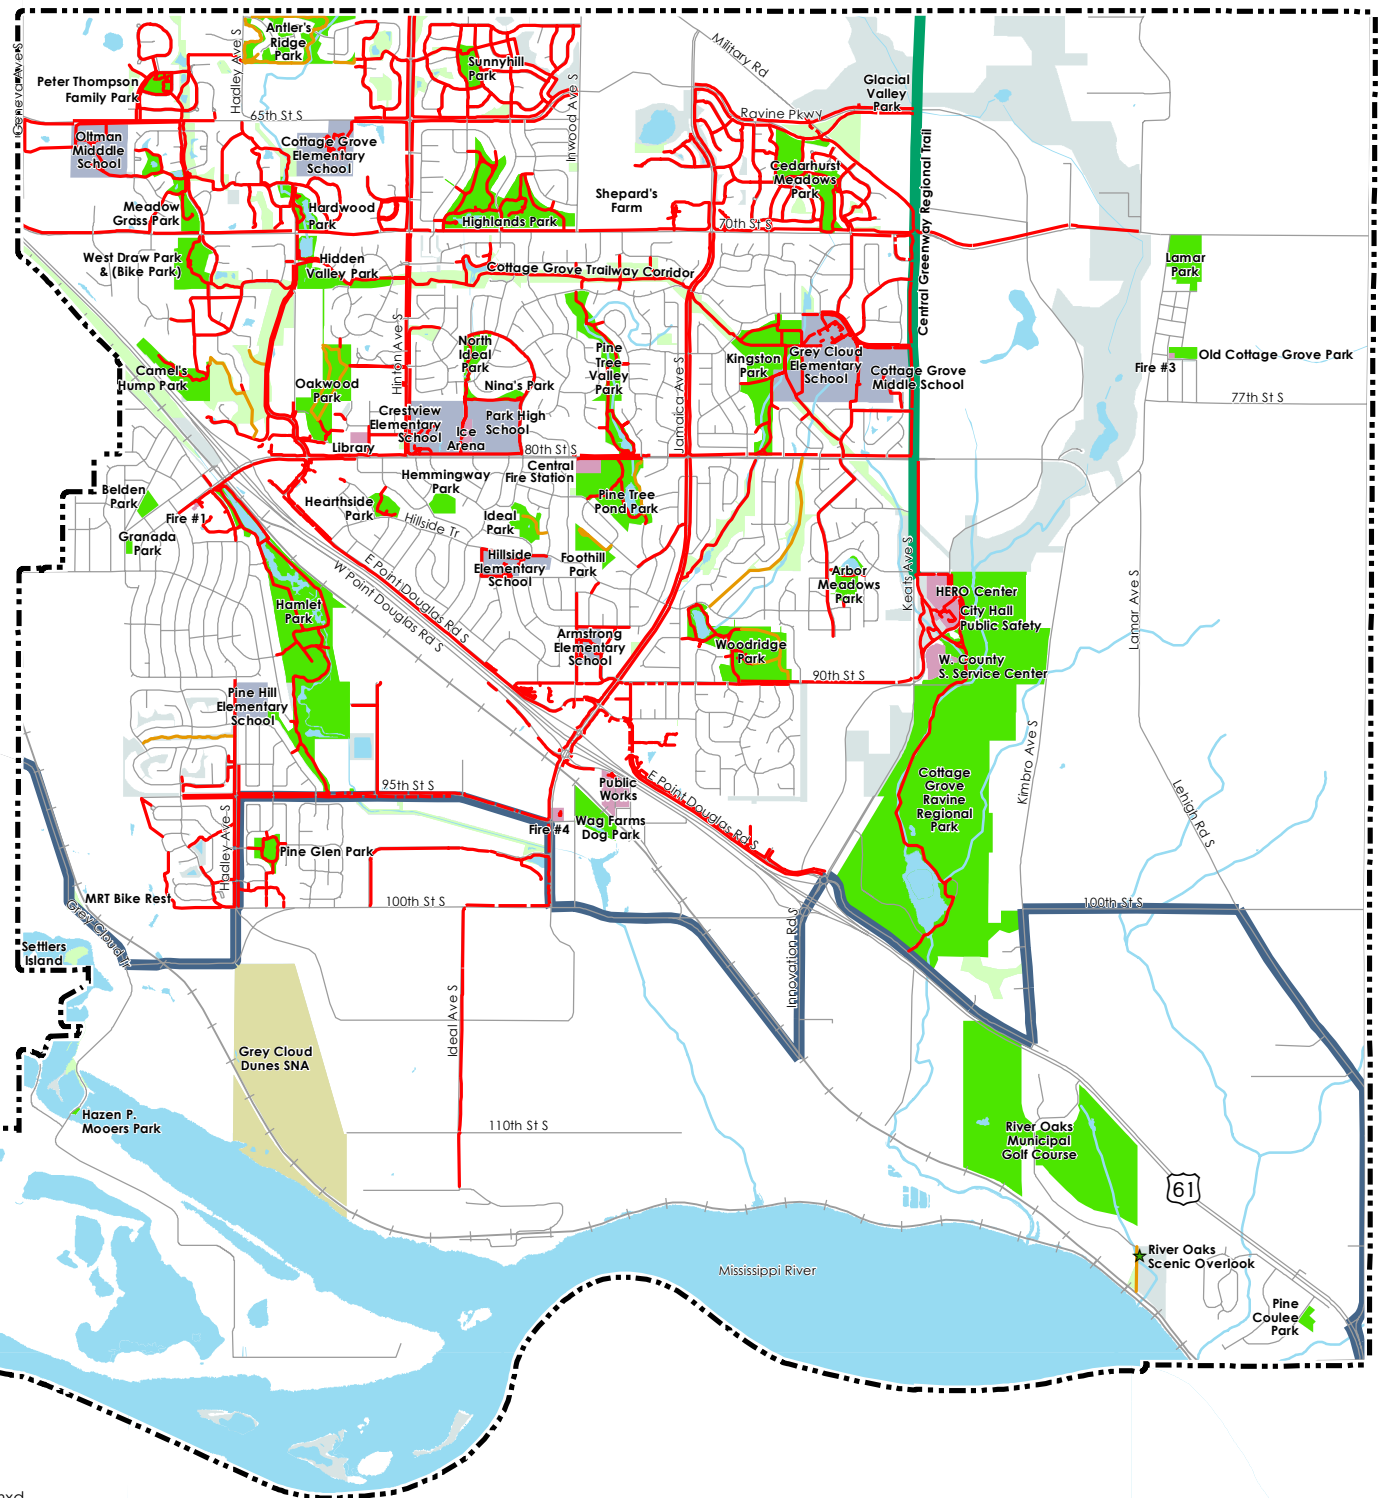 Antler's
Ridge
Park
Geneva Ave S
Hadley Ave S
Sunnyhill
Park
Military Rd
Peter Thompson
Family Park
Glacial
Valley
Park
Inwood Ave S
65th St S
Ravine Pkwy
Oltman
Midddle
School
Cottage Grove
Elementary
School
Central Greenway Regional Trail
Cedarhurst
Meadows
Park
Shepard's
Farm
Meadow
Grass Park
Hardwood
Park
Highlands Park
70th St S
West Draw Park
& (Bike Park)
Hidden
Valley Park
Cottage Grove Trailway Corridor
Lamar
Park
Hinton Ave S
North
Ideal
Park
Pine
Tree
Valley
Park
Jamaica Ave S
Kingston
Park
Grey Cloud
Elementary
School
Cottage Grove
Middle School
Old Cottage Grove Park
Fire #3
Camel's
Hump Park
Oakwood
Park
Nina's Park
77th St S
Crestview
Elementary
School
Park High
School
Ice
Arena
Library
80th St S
Central
Fire Station
Hemmingway
Park
Belden
Park
Hearthside
Park
Pine Tree
Pond Park
Fire #1
Hillside Tr
Ideal
Park
Granada
Park
Hillside
Elementary
School
Foothill
Park
E Point Douglas Rd S
W Point Douglas Rd S
Arbor
Meadows
Park
Keats Ave S
HERO Center
City Hall
Public Safety
Lamar Ave S
Hamlet
Park
Armstrong
Elementary
School
Woodridge
Park
W. County
S. Service Center
90th St S
Pine Hill
Elementary
School
Kimbro Ave S
Cottage
Grove
Ravine
Regional
Park
Lehigh Rd S
95th St S
Public
Works
E Point Douglas Rd S
Hadley Ave S
Fire #4
Wag Farms
Dog Park
Pine Glen Park
MRT Bike Rest
100th St S
100th St S
Grey Cloud Tr
Settlers
Island
Innovation Rd S
Ideal Ave S
Grey Cloud
Dunes SNA
Hazen P.
Mooers Park
110th St S
River Oaks
Municipal
Golf Course
61
River Oaks
Scenic Overlook
Mississippi River
Pine
Coulee
Park
mxd